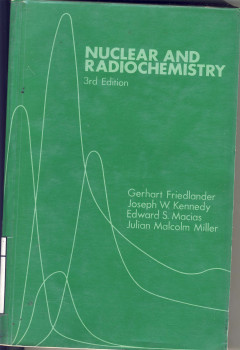 NUCLEAR AND
RADIOCHEMISTRY
3rd Edition
Gerhart Friedlander
Joseph W. Kennedy
Edward S. Macias
Julian Malcolm Miller